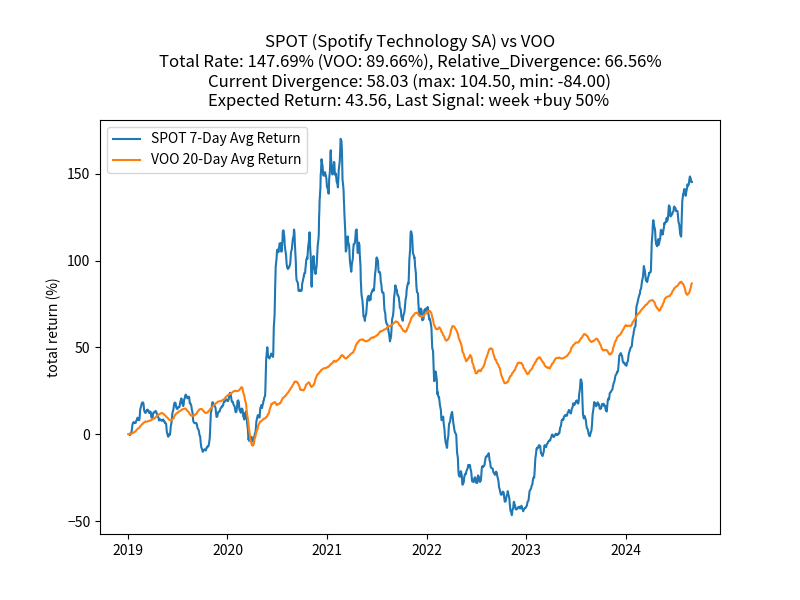 SPOT (Spotify Technology SA) vs VOO
Total Rate: 147.69% (VOO: 89.66%), Relative_Divergence: 66.56%
Current Divergence: 58.03 (max: 104.50, min: -84.00)
Expected Return: 43.56, Last Signal: week +buy 50%
SPOT 7-Day Avg Return
VOO 20-Day Avg Return
total return (%)
150
100
50
0
−50
2019
2020
2021
2022
2023
2024